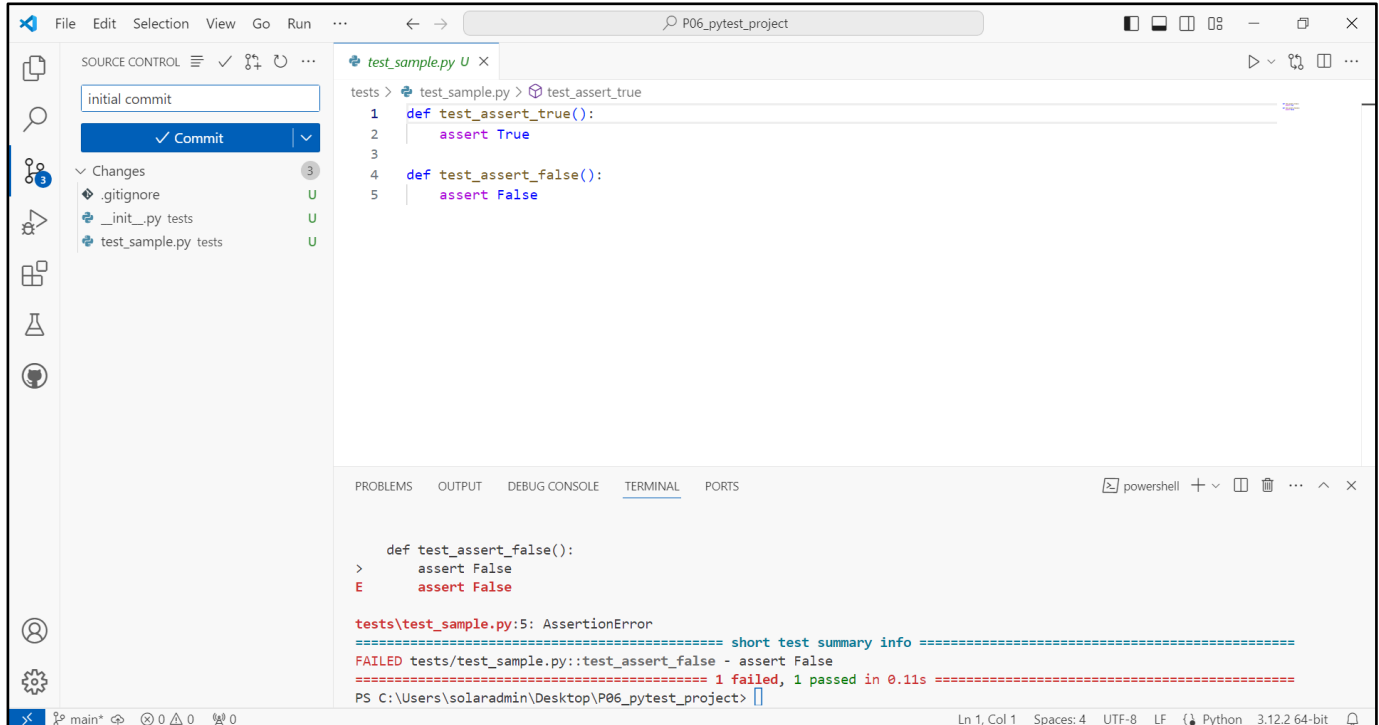 File Edit Selection View Go Run ... P06_pytest_project
SOURCE CONTROL
initial commit
Commit
Changes 3
.gitignore U
__init__.py tests U
test_sample.py tests U
3
test_sample.py U
tests > test_sample.py > test_assert_true
1 def test_assert_true():
2 assert True
3
4 def test_assert_false():
5 assert False
PROBLEMS OUTPUT DEBUG CONSOLE TERMINAL PORTS powershell
def test_assert_false():
> assert False
E assert False
tests\test_sample.py:5: AssertionError
============================================== short test summary info ===============================================
FAILED tests/test_sample.py::test_assert_false - assert False
============================================ 1 failed, 1 passed in 0.11s =============================================
PS C:\Users\solaradmin\Desktop\P06_pytest_project>
main* 0 0 0 Ln 1, Col 1 Spaces: 4 UTF-8 LF Python 3.12.2 64-bit